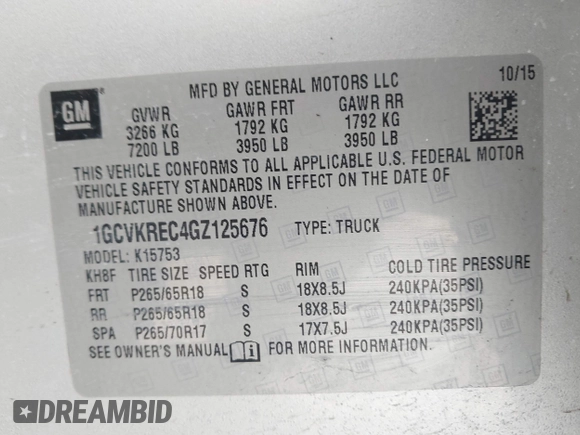 MFD BY GENERAL MOTORS LLC 10/15
GM ®
GVWR GAWR FRT GAWR RR
3266 KG 1792 KG 1792 KG
7200 LB 3950 LB 3950 LB
THIS VEHICLE CONFORMS TO ALL APPLICABLE U.S. FEDERAL MOTOR
VEHICLE SAFETY STANDARDS IN EFFECT ON THE DATE OF
MANUFACTURE SHOWN ABOVE.
1GCVKREC4GZ125676 TYPE: TRUCK
MODEL: K15753
KH8F TIRE SIZE SPEED RTG RIM COLD TIRE PRESSURE
FRT P265/65R18 S 18X8.5J 240KPA(35PSI)
RR P265/65R18 S 18X8.5J 240KPA(35PSI)
SPA P265/70R17 S 17X7.5J 240KPA(35PSI)
SEE OWNER'S MANUAL i FOR MORE INFORMATION.
DREAMBID